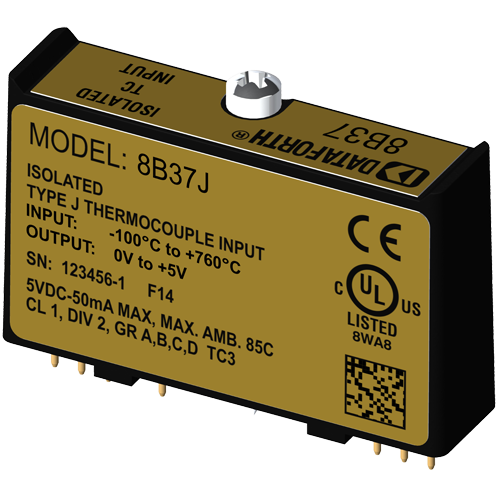 ISOLATED
TC
INPUT
DATAFORTH®
8B37
MODEL: 8B37J
ISOLATED
TYPE J THERMOCOUPLE INPUT
INPUT: -100°C to +760°C
OUTPUT: 0V to +5V
SN: 123456-1 F14
5VDC-50mA MAX, MAX. AMB. 85C
CL 1, DIV 2, GR A,B,C,D TC3
CE
C UL US
LISTED
8WA8